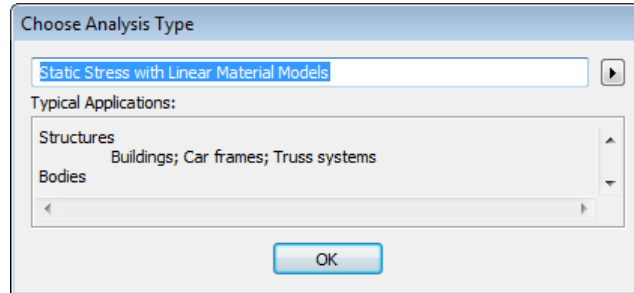 Choose Analysis Type
Static Stress with Linear Material Models
Typical Applications:
Structures
Buildings; Car frames; Truss systems
Bodies
OK